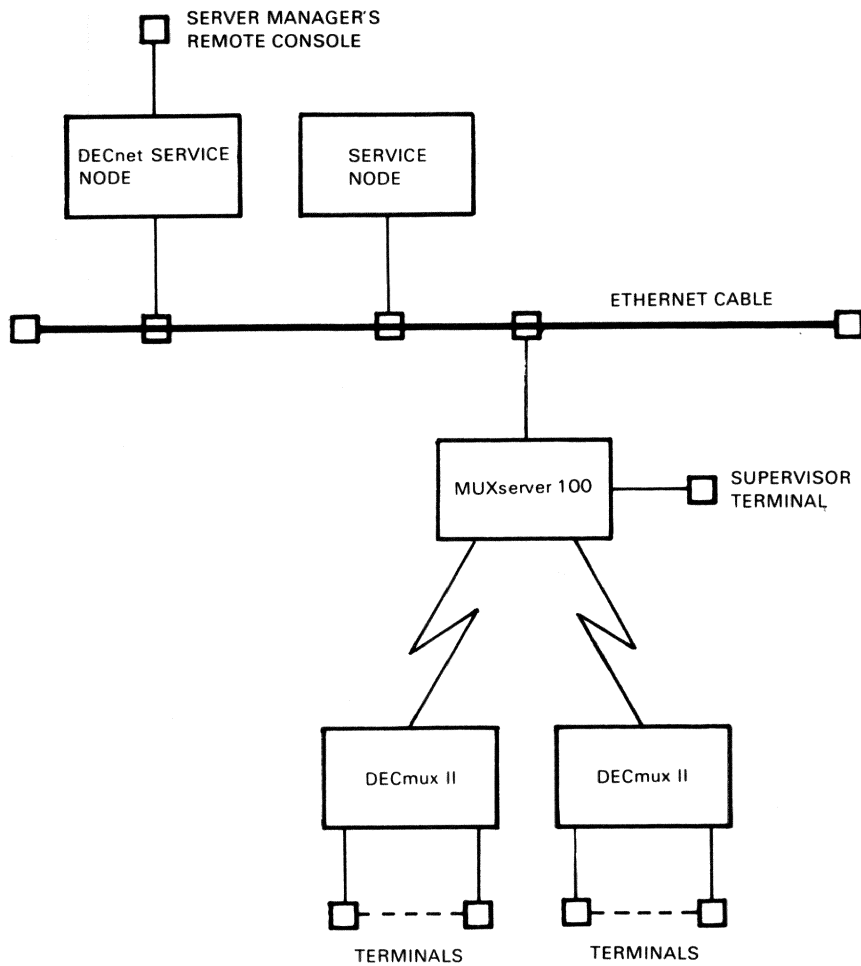 SERVER MANAGER'S
REMOTE CONSOLE
DECnet SERVICE
NODE
SERVICE
NODE
ETHERNET CABLE
MUXserver 100
SUPERVISOR
TERMINAL
DECmux II
DECmux II
TERMINALS
TERMINALS